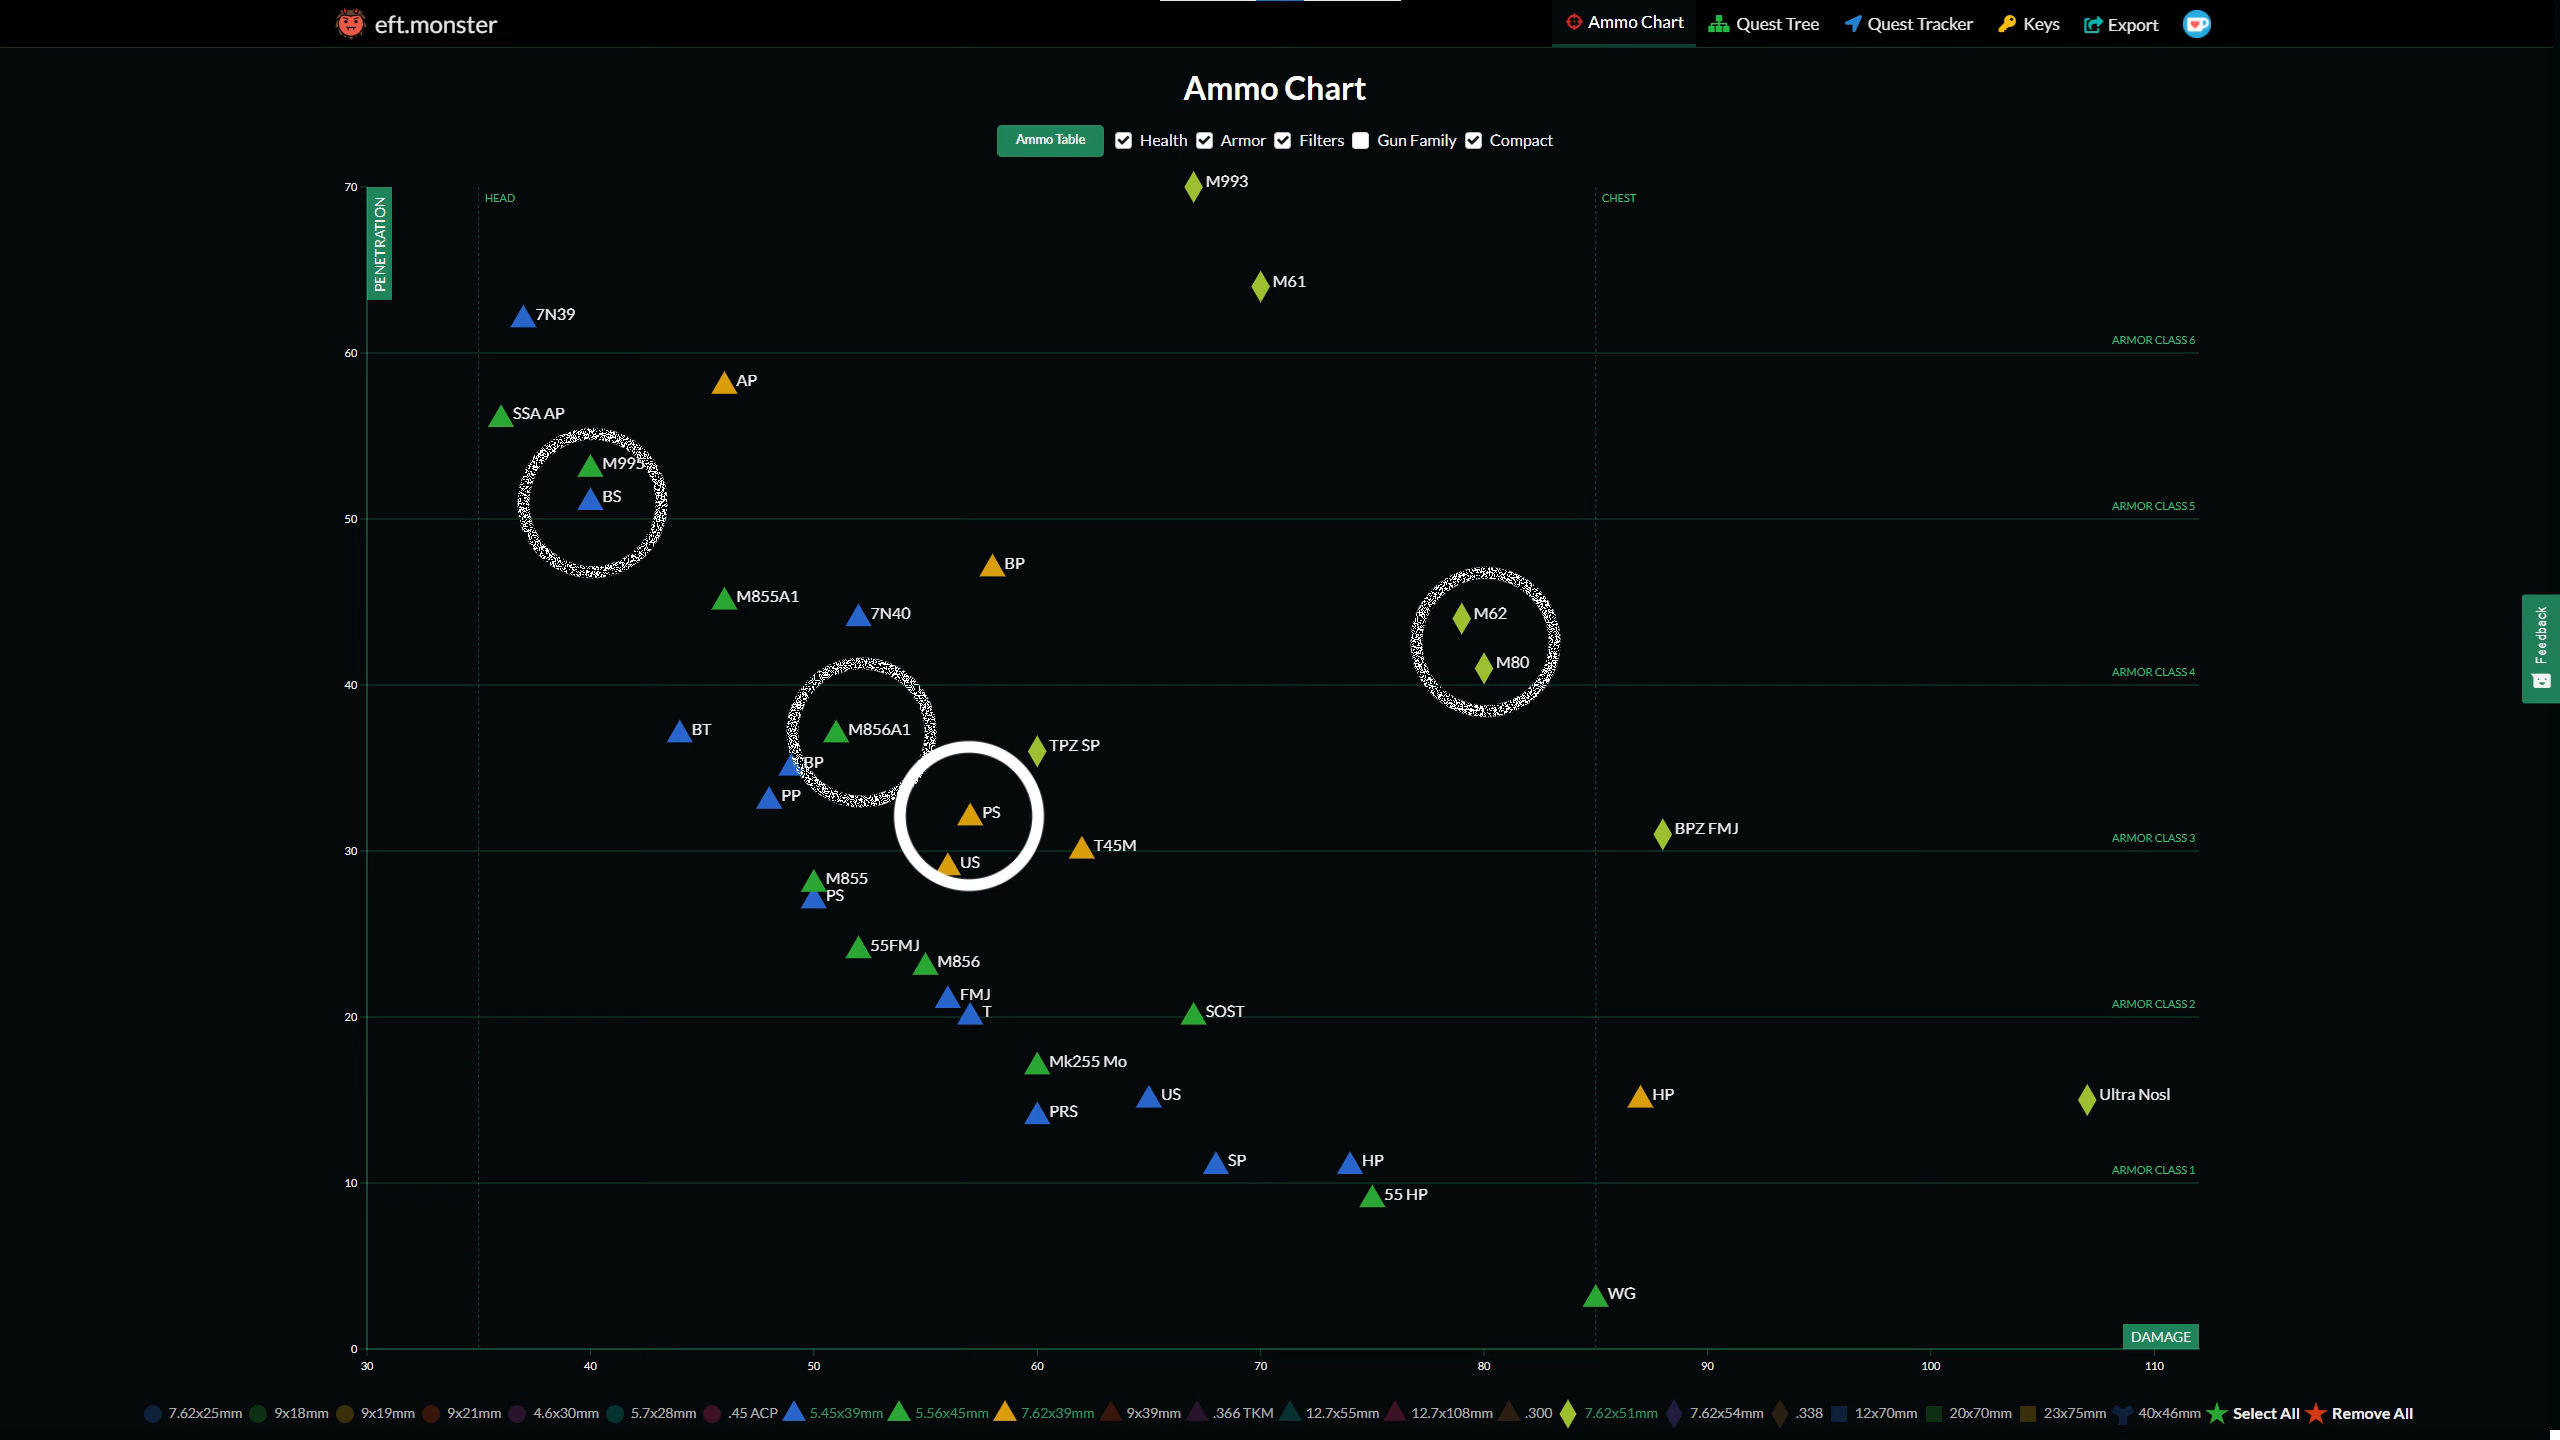 eft.monster
Ammo Chart
Quest Tree
Quest Tracker
Keys
Export
Ammo Chart
Ammo Table
Health
Armor
Filters
Gun Family
Compact
PENETRATION
70
HEAD
M993
CHEST
M61
7N39
ARMOR CLASS 6
60
AP
SSA AP
M995
BS
ARMOR CLASS 5
50
BP
M855A1
7N40
M62
M80
Feedback
ARMOR CLASS 4
40
BT
M856A1
TPZ SP
BP
PP
PS
BPZ FMJ
ARMOR CLASS 3
T45M
30
US
M855
PS
55FMJ
M856
FMJ
ARMOR CLASS 2
T
SOST
20
Mk255 Mo
US
HP
Ultra Nosl
PRS
SP
HP
ARMOR CLASS 1
10
55 HP
WG
DAMAGE
0
30
40
50
60
70
80
90
100
110
7.62x25mm
9x18mm
9x19mm
9x21mm
4.6x30mm
5.7x28mm
.45 ACP
5.45x39mm
5.56x45mm
7.62x39mm
9x39mm
.366 TKM
12.7x55mm
12.7x108mm
.300
7.62x51mm
7.62x54mm
.338
12x70mm
20x70mm
23x75mm
40x46mm
Select All
Remove All